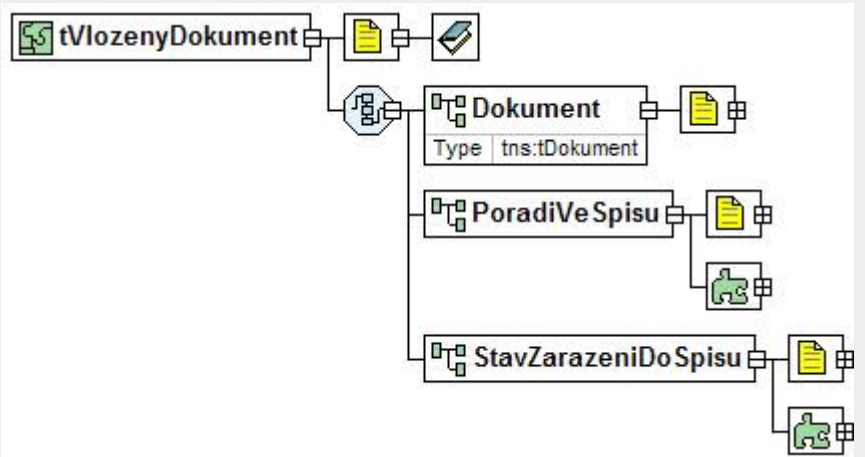 tVlozenyDokument
Dokument
Type tns:tDokument
PoradiVeSpisu
StavZarazeniDoSpisu